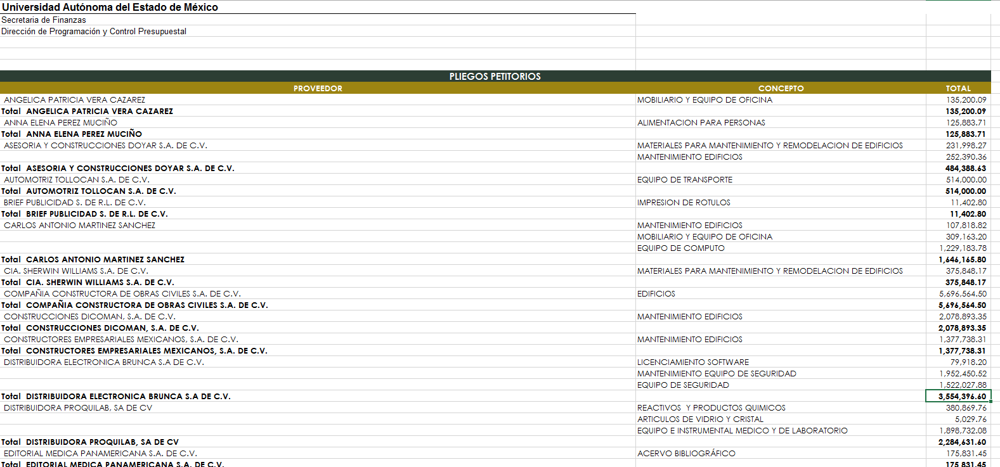 Universidad Autónoma del Estado de México
Secretaria de Finanzas
Dirección de Programación y Control Presupuestal
PLIEGOS PETITORIOS
PROVEEDOR CONCEPTO TOTAL
ANGELICA PATRICIA VERA CAZAREZ MOBILIARIO Y EQUIPO DE OFICINA 135,200.09
Total ANGELICA PATRICIA VERA CAZAREZ 135,200.09
ANNA ELENA PEREZ MUCIÑO ALIMENTACION PARA PERSONAS 125,883.71
Total ANNA ELENA PEREZ MUCIÑO 125,883.71
ASESORIA Y CONSTRUCCIONES DOYAR S.A. DE C.V. MATERIALES PARA MANTENIMIENTO Y REMODELACION DE EDIFICIOS 231,998.27
MANTENIMIENTO EDIFICIOS 252,390.36
Total ASESORIA Y CONSTRUCCIONES DOYAR S.A. DE C.V. 484,388.63
AUTOMOTRIZ TOLLOCAN S.A. DE C.V. EQUIPO DE TRANSPORTE 514,000.00
Total AUTOMOTRIZ TOLLOCAN S.A. DE C.V. 514,000.00
BRIEF PUBLICIDAD S. DE R.L. DE C.V. IMPRESION DE ROTULOS 11,402.80
Total BRIEF PUBLICIDAD S. DE R.L. DE C.V. 11,402.80
CARLOS ANTONIO MARTINEZ SANCHEZ MANTENIMIENTO EDIFICIOS 107,818.82
MOBILIARIO Y EQUIPO DE OFICINA 309,163.20
EQUIPO DE COMPUTO 1,229,183.78
Total CARLOS ANTONIO MARTINEZ SANCHEZ 1,646,165.80
CIA. SHERWIN WILLIAMS S.A. DE C.V. MATERIALES PARA MANTENIMIENTO Y REMODELACION DE EDIFICIOS 375,848.17
Total CIA. SHERWIN WILLIAMS S.A. DE C.V. 375,848.17
COMPAÑIA CONSTRUCTORA DE OBRAS CIVILES S.A. DE C.V. EDIFICIOS 5,696,564.50
Total COMPAÑIA CONSTRUCTORA DE OBRAS CIVILES S.A. DE C.V. 5,696,564.50
CONSTRUCCIONES DICOMAN, S.A. DE C.V. MANTENIMIENTO EDIFICIOS 2,078,893.35
Total CONSTRUCCIONES DICOMAN, S.A. DE C.V. 2,078,893.35
CONSTRUCTORES EMPRESARIALES MEXICANOS, S.A. DE C.V. MANTENIMIENTO EDIFICIOS 1,377,738.31
Total CONSTRUCTORES EMPRESARIALES MEXICANOS, S.A. DE C.V. 1,377,738.31
DISTRIBUIDORA ELECTRONICA BRUNCA S.A DE C.V. LICENCIAMIENTO SOFTWARE 79,918.20
MANTENIMIENTO EQUIPO DE SEGURIDAD 1,952,450.52
EQUIPO DE SEGURIDAD 1,522,027.88
Total DISTRIBUIDORA ELECTRONICA BRUNCA S.A DE C.V. 3,554,396.60
DISTRIBUIDORA PROQUILAB, SA DE CV REACTIVOS Y PRODUCTOS QUIMICOS 380,869.76
ARTICULOS DE VIDRIO Y CRISTAL 5,029.76
EQUIPO E INSTRUMENTAL MEDICO Y DE LABORATORIO 1,898,732.08
Total DISTRIBUIDORA PROQUILAB, SA DE CV 2,284,631.60
EDITORIAL MEDICA PANAMERICANA S.A. DE C.V. ACERVO BIBLIOGRÁFICO 175,831.45
Total EDITORIAL MEDICA PANAMERICANA S.A. DE C.V. 175,831.45